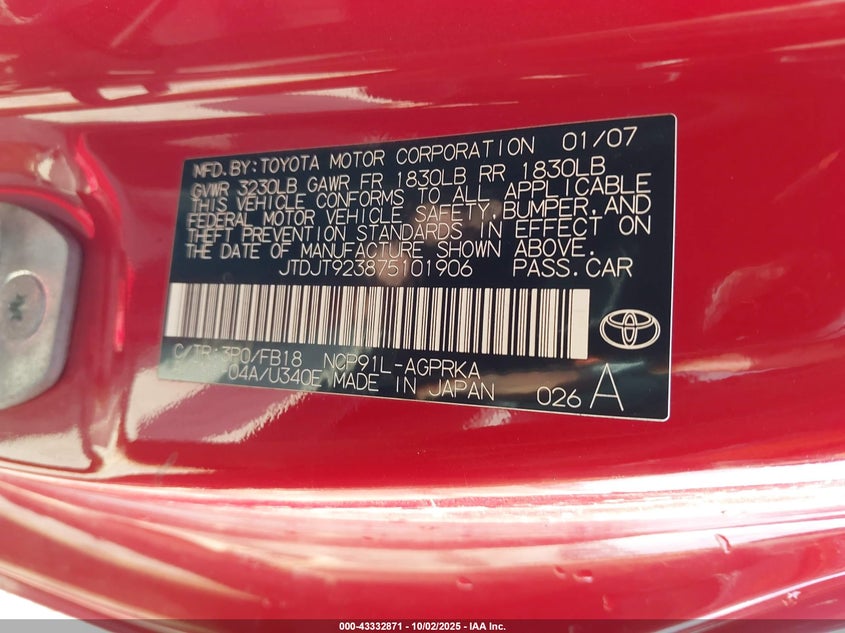 MFD. BY: TOYOTA MOTOR CORPORATION 01/07
GVWR 3230LB GAWR FR 1830LB RR 1830LB
THIS VEHICLE CONFORMS TO ALL APPLICABLE
FEDERAL MOTOR VEHICLE SAFETY, BUMPER, AND
THEFT PREVENTION STANDARDS IN EFFECT ON
THE DATE OF MANUFACTURE SHOWN ABOVE.
JTDJT923875101906 PASS.CAR
C/TR: 3P0/FB18 NCP91L-AGPRKA
04A/U340E MADE IN JAPAN
026 A
000-43332871 - 10/02/2025 - IAA Inc.